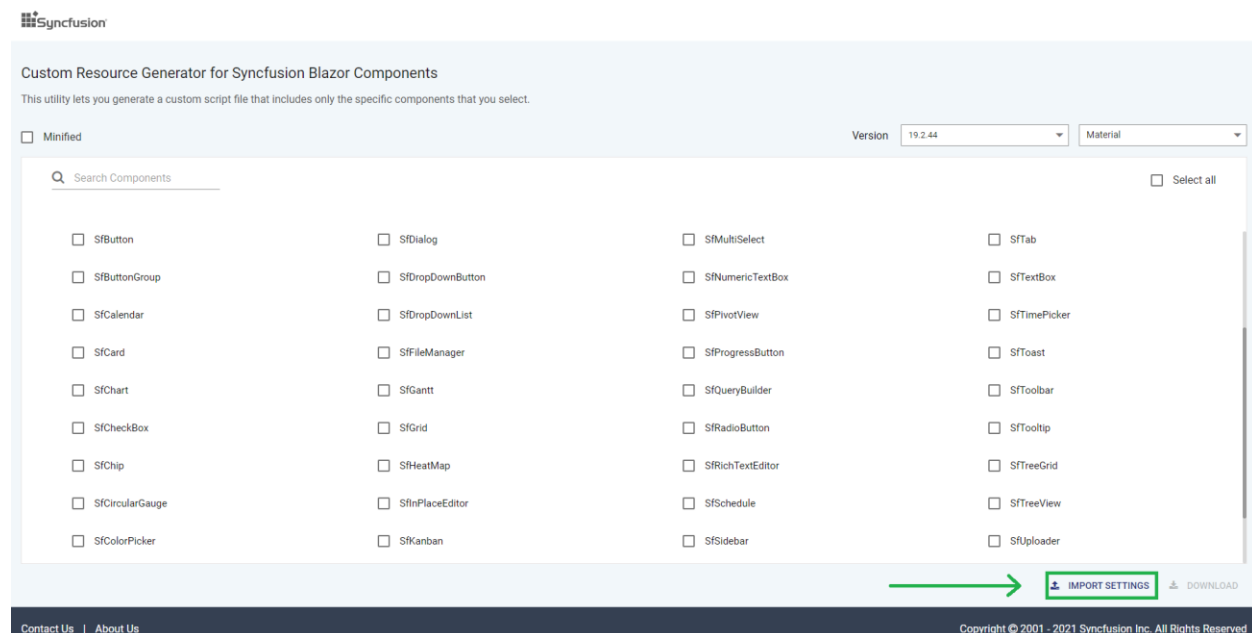 Syncfusion
Custom Resource Generator for Syncfusion Blazor Components
This utility lets you generate a custom script file that includes only the specific components that you select.
Minified Version 19.2.44 Material
Search Components Select all
SfButton SfDialog SfMultiSelect SfTab
SfButtonGroup SfDropDownButton SfNumericTextBox SfTextBox
SfCalendar SfDropDownList SfPivotView SfTimePicker
SfCard SfFileManager SfProgressButton SfToast
SfChart SfGantt SfQueryBuilder SfToolbar
SfCheckBox SfGrid SfRadioButton SfTooltip
SfChip SfHeatMap SfRichTextEditor SfTreeGrid
SfCircularGauge SfInPlaceEditor SfSchedule SfTreeView
SfColorPicker SfKanban SfSidebar SfUploader
IMPORT SETTINGS DOWNLOAD
Contact Us | About Us Copyright © 2001 - 2021 Syncfusion Inc. All Rights Reserved